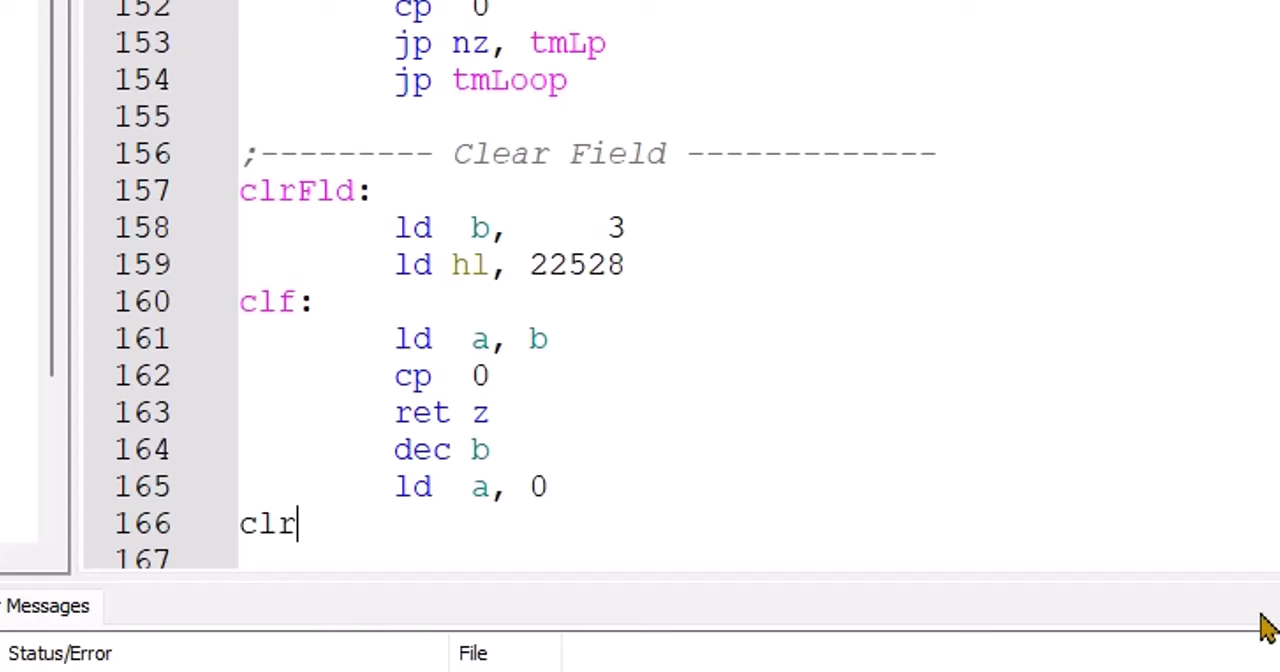 152 cp 0
153 jp nz, tmLp
154 jp tmLoop
155
156 ;--------- Clear Field -------------
157 clrFld:
158 ld b, 3
159 ld hl, 22528
160 clf:
161 ld a, b
162 cp 0
163 ret z
164 dec b
165 ld a, 0
166 clr
167
Messages
Status/Error File